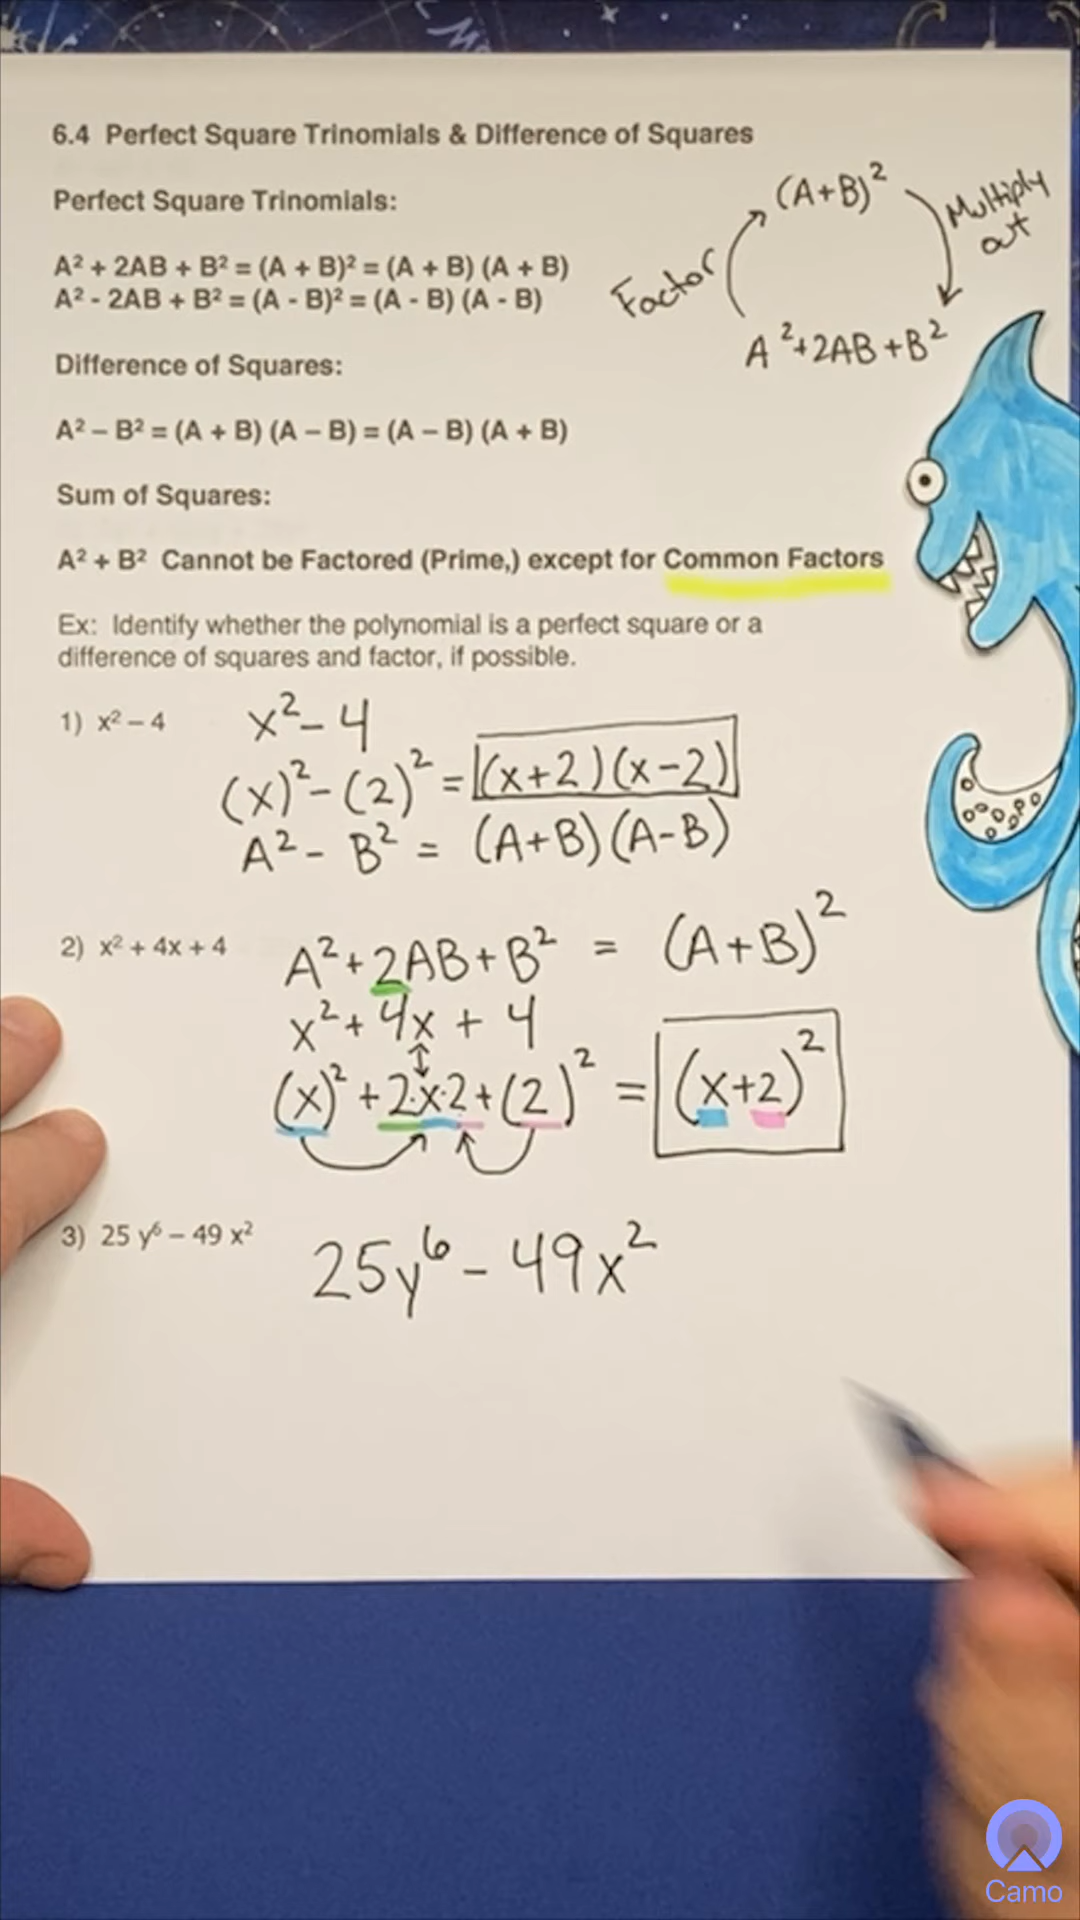 6.4 Perfect Square Trinomials & Difference of Squares
Perfect Square Trinomials:
A² + 2AB + B² = (A + B)² = (A + B) (A + B)
A² - 2AB + B² = (A - B)² = (A - B) (A - B)
(A+B)²
Multiply
out
Factor
A²+2AB+B²
Difference of Squares:
A² – B² = (A + B) (A – B) = (A – B) (A + B)
Sum of Squares:
A² + B² Cannot be Factored (Prime,) except for Common Factors
Ex: Identify whether the polynomial is a perfect square or a
difference of squares and factor, if possible.
1) x² – 4
x²-4
(x)²-(2)² = (x+2)(x-2)
A²- B² = (A+B)(A-B)
2) x² + 4x + 4
A²+2AB+B² = (A+B)²
x²+4x+4
(x)²+2·x·2+(2)² = (x+2)²
3) 25 y⁶ – 49 x²
25y⁶-49x²
Camo